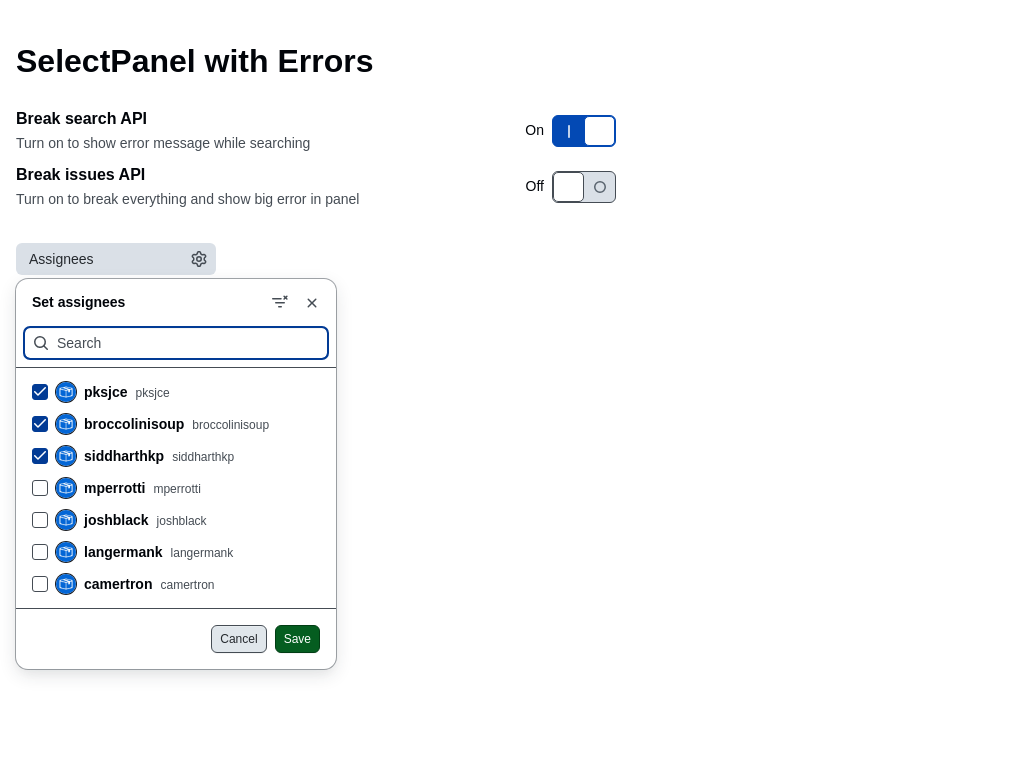 SelectPanel with Errors
Break search API
Turn on to show error message while searching
On
Break issues API
Turn on to break everything and show big error in panel
Off
Assignees
Set assignees
Search
pksjce pksjce
broccolinisoup broccolinisoup
siddharthkp siddharthkp
mperrotti mperrotti
joshblack joshblack
langermank langermank
camertron camertron
Cancel Save